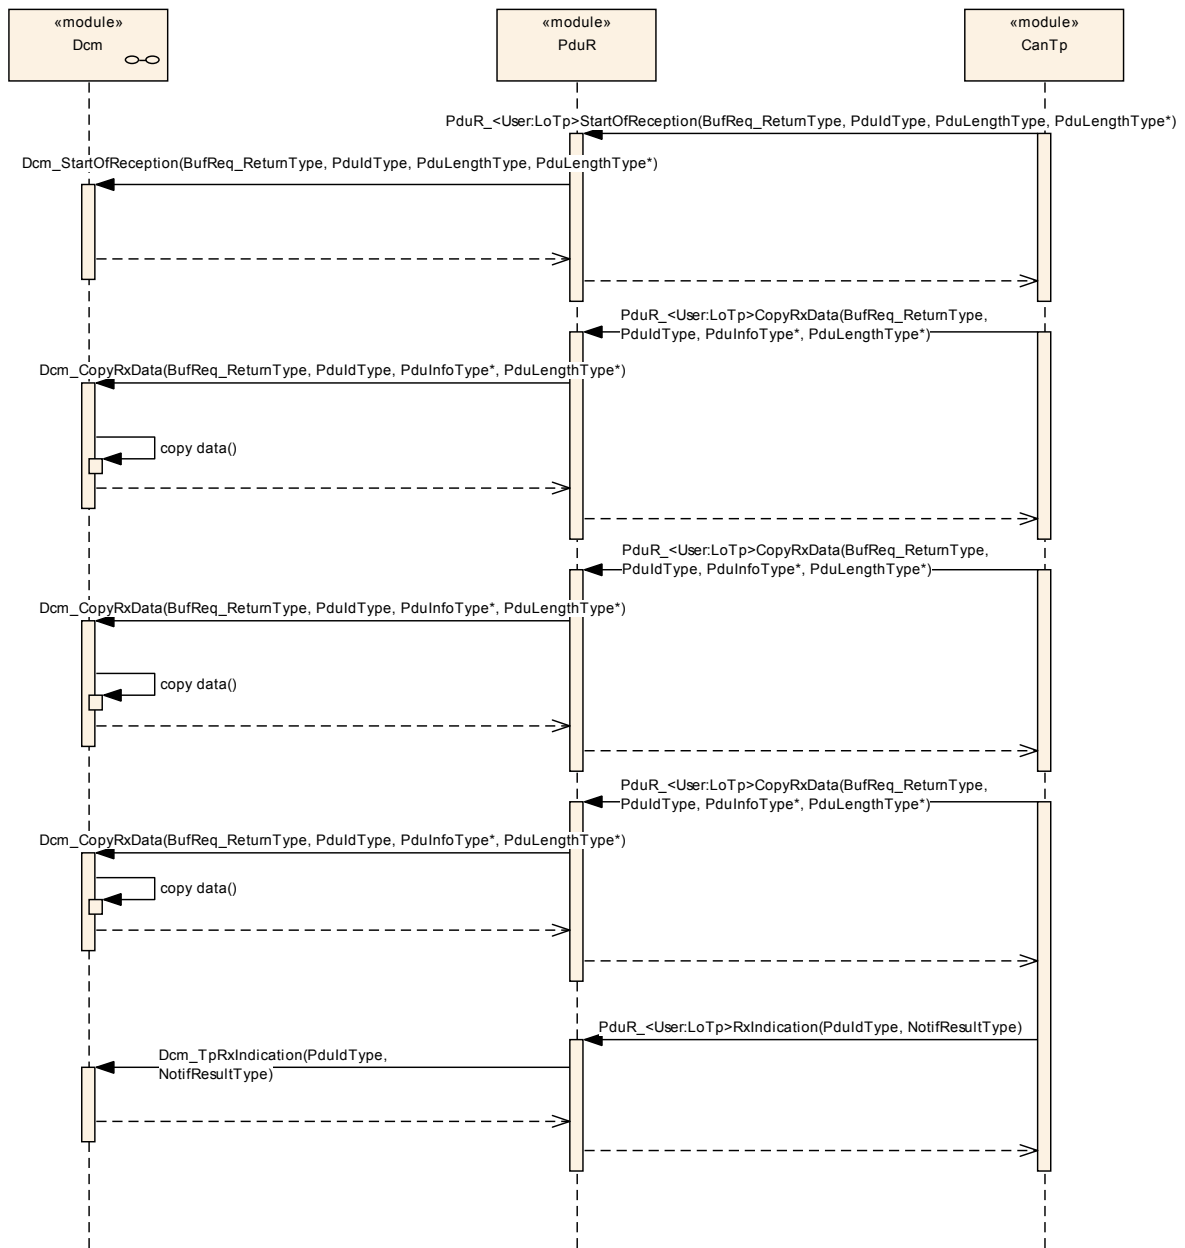 «module»
Dcm
«module»
PduR
«module»
CanTp
PduR_<User:LoTp>StartOfReception(BufReq_ReturnType, PduIdType, PduLengthType, PduLengthType*)
Dcm_StartOfReception(BufReq_ReturnType, PduIdType, PduLengthType, PduLengthType*)
PduR_<User:LoTp>CopyRxData(BufReq_ReturnType,
PduIdType, PduInfoType*, PduLengthType*)
Dcm_CopyRxData(BufReq_ReturnType, PduIdType, PduInfoType*, PduLengthType*)
copy data()
PduR_<User:LoTp>CopyRxData(BufReq_ReturnType,
PduIdType, PduInfoType*, PduLengthType*)
Dcm_CopyRxData(BufReq_ReturnType, PduIdType, PduInfoType*, PduLengthType*)
copy data()
PduR_<User:LoTp>CopyRxData(BufReq_ReturnType,
PduIdType, PduInfoType*, PduLengthType*)
Dcm_CopyRxData(BufReq_ReturnType, PduIdType, PduInfoType*, PduLengthType*)
copy data()
PduR_<User:LoTp>RxIndication(PduIdType, NotifResultType)
Dcm_TpRxIndication(PduIdType,
NotifResultType)